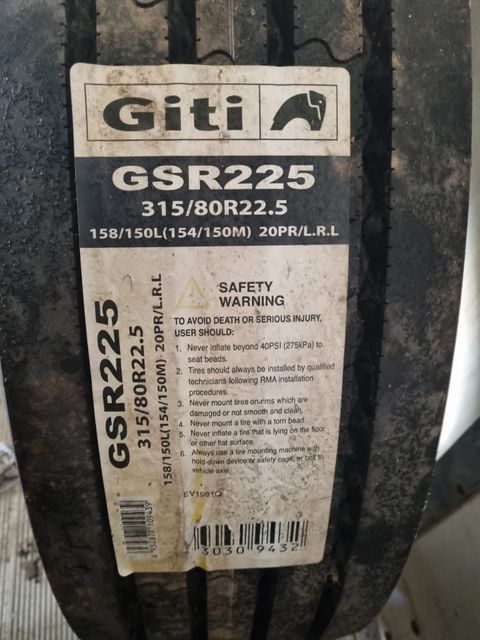 Giti
GSR225
315/80R22.5
158/150L(154/150M) 20PR/L.R.L
SAFETY
WARNING
TO AVOID DEATH OR SERIOUS INJURY,
USER SHOULD:
1. Never inflate beyond 40PSI (275kPa) to
seat beads.
2. Tires should always be installed by qualified
technicians following RMA installation
procedures.
3. Never mount tires on rims which are
damaged or not smooth and clean.
4. Never mount a tire with a torn bead.
5. Never inflate a tire that is lying on the floor
or other flat surface.
6. Always use a tire mounting machine with
hold-down device or safety cage, or bolt to
vehicle axle.
GSR225
315/80R22.5
158/150L(154/150M) 20PR/L.R.L
3030 9432